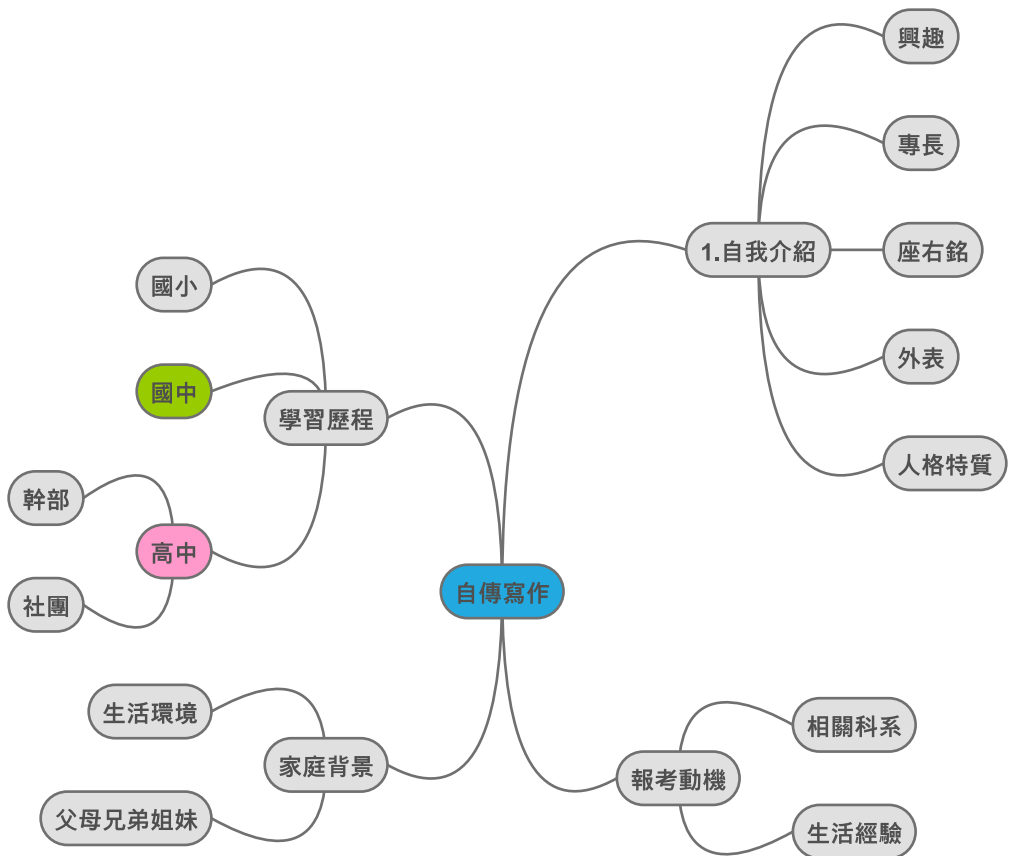 自傳寫作
1.自我介紹
興趣
專長
座右銘
外表
人格特質
報考動機
相關科系
生活經驗
學習歷程
國小
國中
高中
幹部
社團
家庭背景
生活環境
父母兄弟姐妹